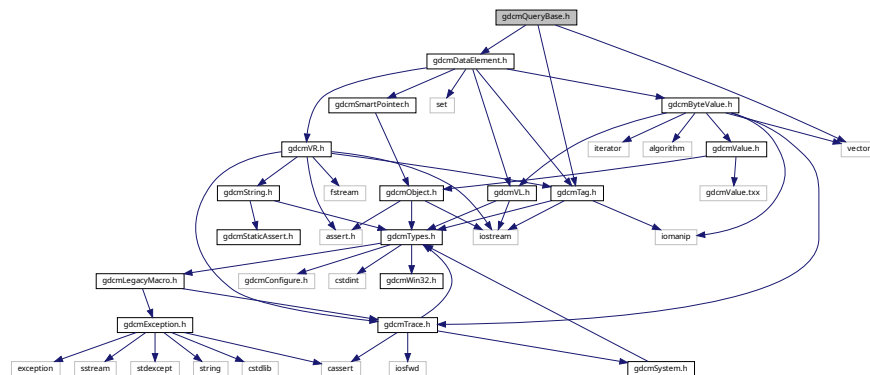 gdcmQueryBase.h
gdcmDataElement.h
gdcmSmartPointer.h
set
gdcmByteValue.h
gdcmVR.h
iterator
algorithm
gdcmValue.h
vector
gdcmString.h
fstream
gdcmObject.h
gdcmVL.h
gdcmTag.h
gdcmValue.txx
gdcmStaticAssert.h
assert.h
gdcmTypes.h
iostream
iomanip
gdcmLegacyMacro.h
gdcmConfigure.h
cstdint
gdcmWin32.h
gdcmException.h
gdcmTrace.h
exception
sstream
stdexcept
string
cstdlib
cassert
iosfwd
gdcmSystem.h